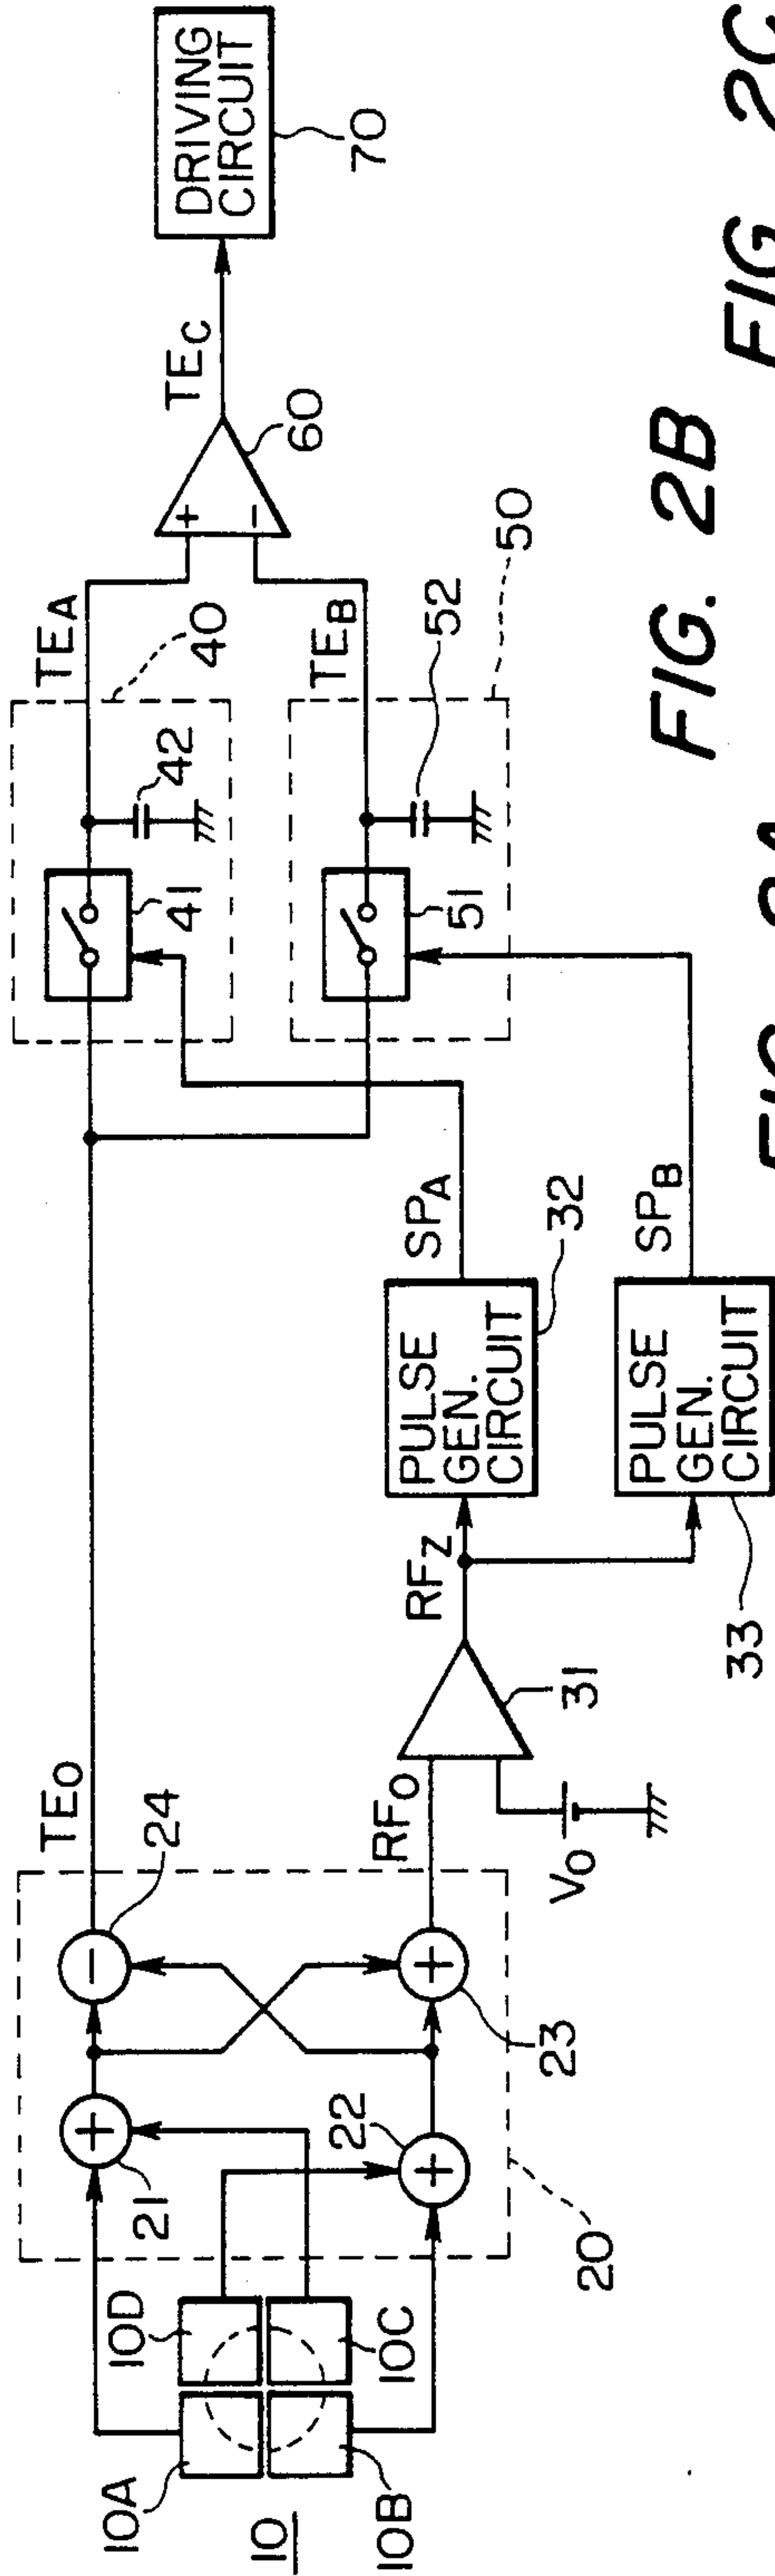 10
10A
10B
10C
10D
20
21
22
23
24
TE0
RF0
V0
31
RFZ
PULSE
GEN.
CIRCUIT
32
PULSE
GEN.
CIRCUIT
33
SPA
SPB
40
41
42
50
51
52
TEA
TEB
+
−
60
TEC
DRIVING
CIRCUIT
70
FIG. 2B